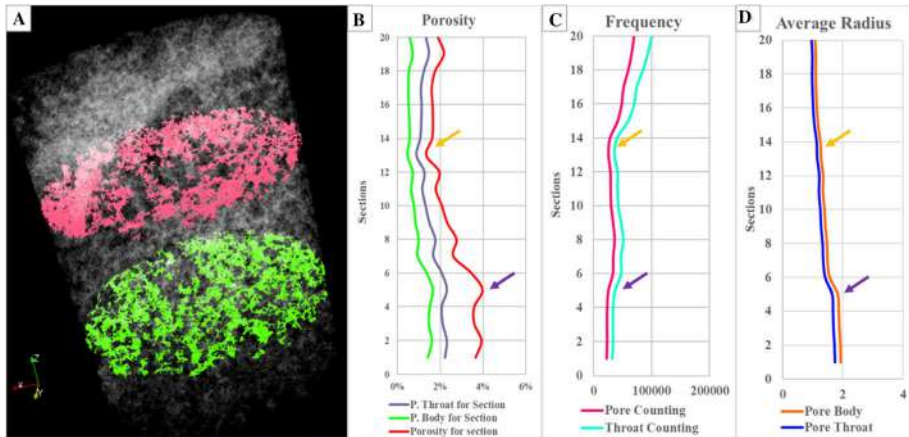 A
B
Porosity
C
Frequency
D
Average Radius
20
18
16
14
12
10
8
6
4
2
0
Sections
0%
2%
4%
6%
P. Throat for Section
P. Body for Section
Porosity for section
20
18
16
14
12
10
8
6
4
2
0
Sections
0
100000
200000
Pore Counting
Throat Counting
20
18
16
14
12
10
8
6
4
2
0
Sections
0
2
4
Pore Body
Pore Throat